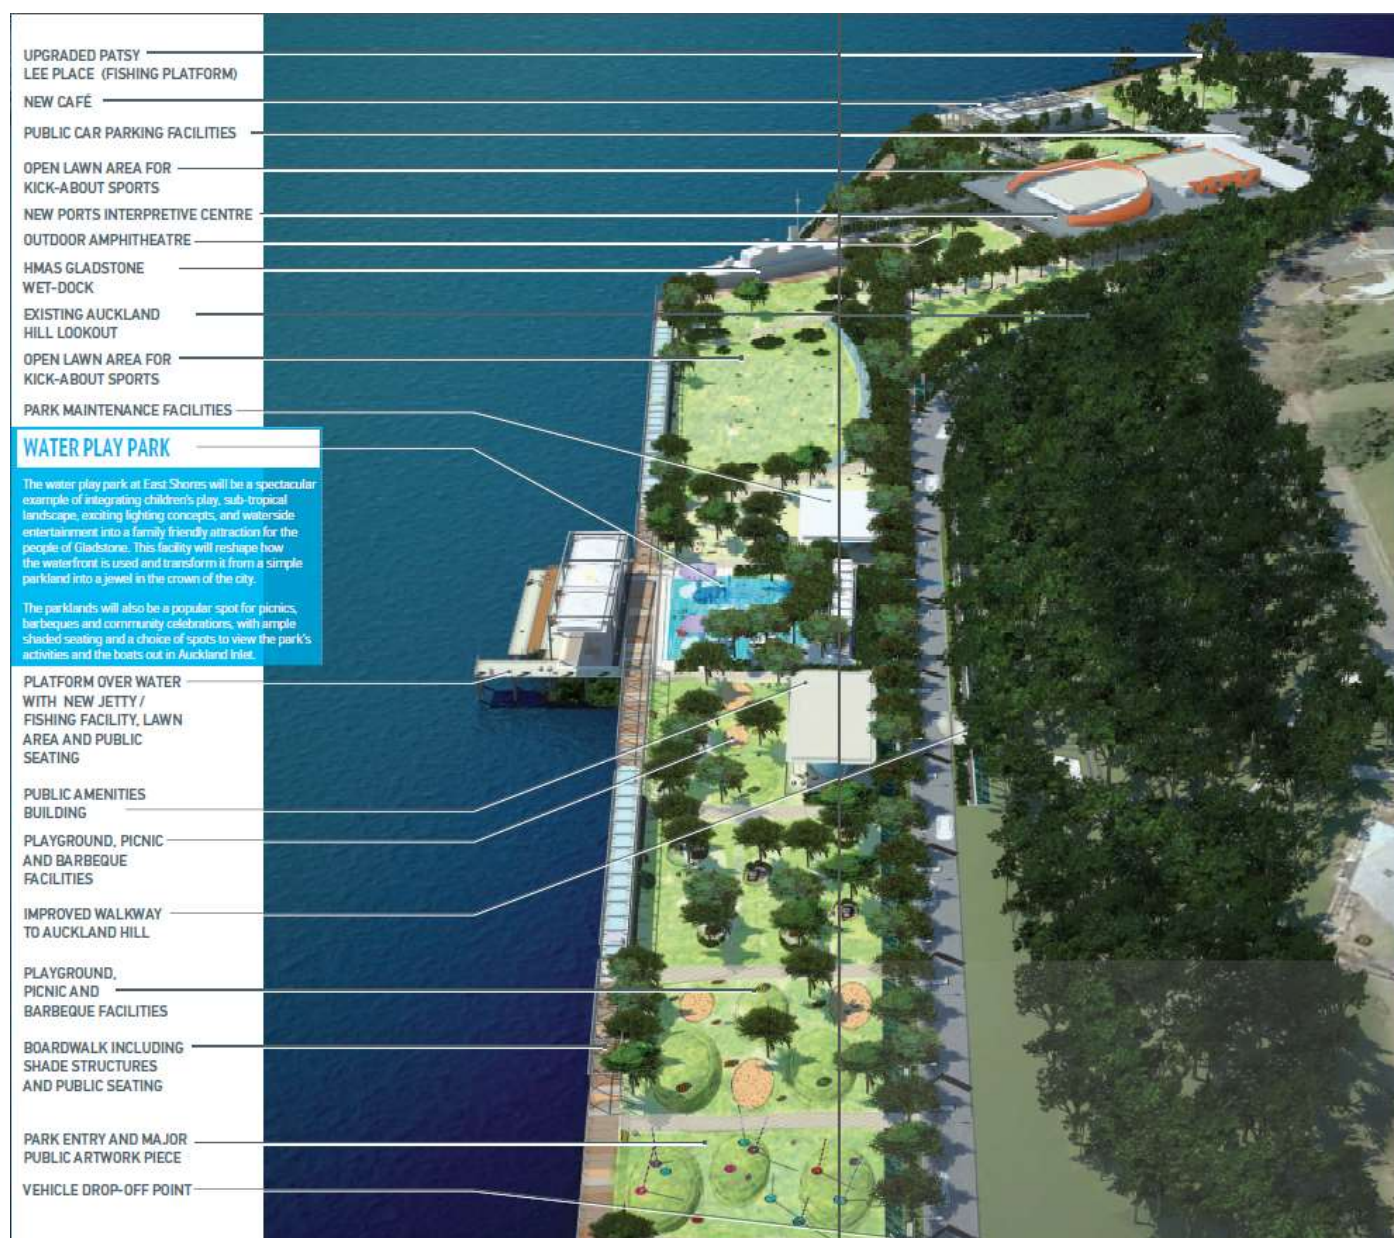 UPGRADED PATSY
LEE PLACE (FISHING PLATFORM)
NEW CAFÉ
PUBLIC CAR PARKING FACILITIES
OPEN LAWN AREA FOR
KICK-ABOUT SPORTS
NEW PORTS INTERPRETIVE CENTRE
OUTDOOR AMPHITHEATRE
HMAS GLADSTONE
WET-DOCK
EXISTING AUCKLAND
HILL LOOKOUT
OPEN LAWN AREA FOR
KICK-ABOUT SPORTS
PARK MAINTENANCE FACILITIES
WATER PLAY PARK
The water play park at East Shores will be a spectacular
example of integrating children's play, sub-tropical
landscape, exciting lighting concepts, and waterside
entertainment into a family friendly attraction for the
people of Gladstone. This facility will reshape how
the waterfront is used and transform it from a simple
parkland into a jewel in the crown of the city.
The parklands will also be a popular spot for picnics,
barbeques and community celebrations, with ample
shaded seating and a choice of spots to view the park's
activities and the boats out in Auckland Inlet.
PLATFORM OVER WATER
WITH NEW JETTY /
FISHING FACILITY, LAWN
AREA AND PUBLIC
SEATING
PUBLIC AMENITIES
BUILDING
PLAYGROUND, PICNIC
AND BARBEQUE
FACILITIES
IMPROVED WALKWAY
TO AUCKLAND HILL
PLAYGROUND,
PICNIC AND
BARBEQUE FACILITIES
BOARDWALK INCLUDING
SHADE STRUCTURES
AND PUBLIC SEATING
PARK ENTRY AND MAJOR
PUBLIC ARTWORK PIECE
VEHICLE DROP-OFF POINT